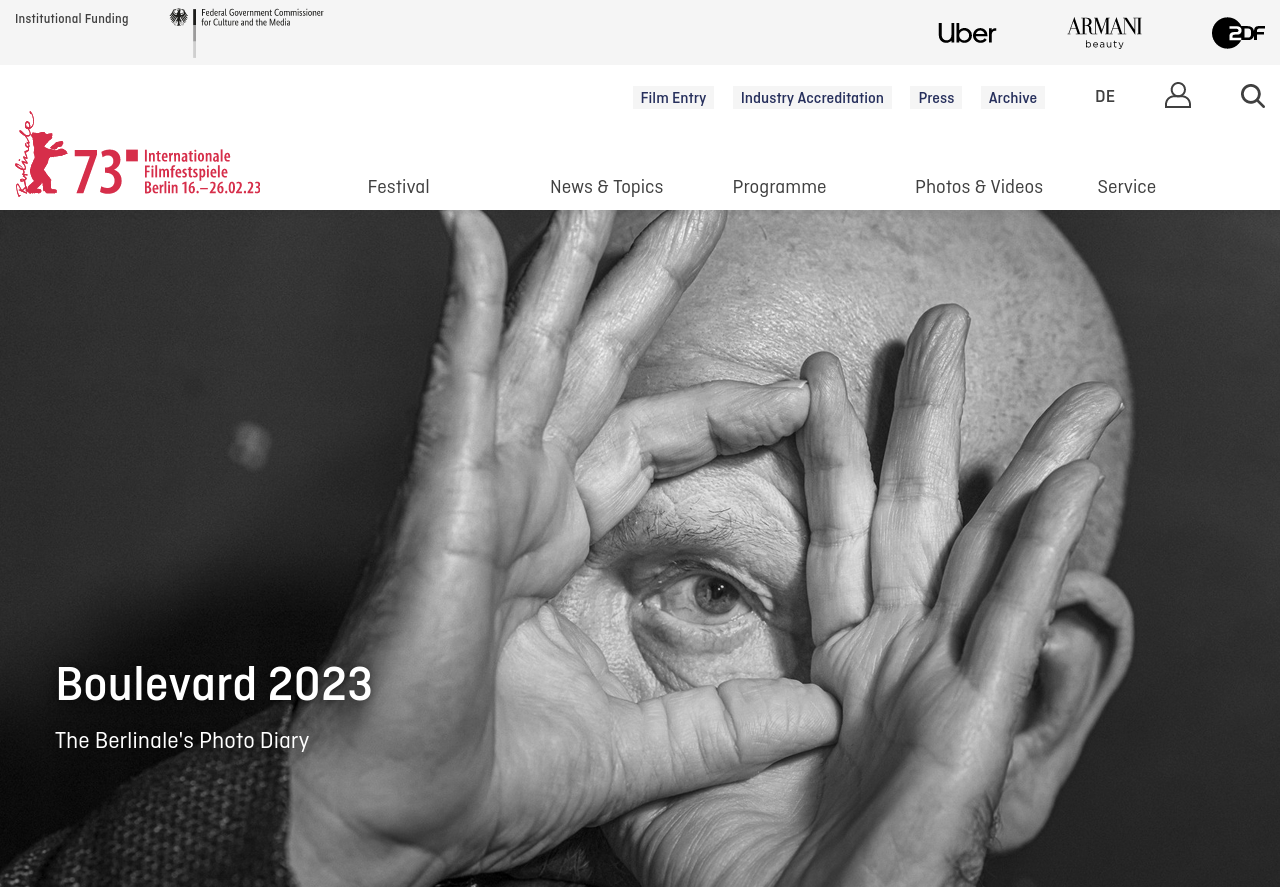 Institutional Funding
Federal Government Commissioner
for Culture and the Media
Uber
ARMANI
beauty
ZDF
Film Entry
Industry Accreditation
Press
Archive
DE
Berlinale
73
Internationale
Filmfestspiele
Berlin 16.–26.02.23
Festival
News & Topics
Programme
Photos & Videos
Service
Boulevard 2023
The Berlinale's Photo Diary